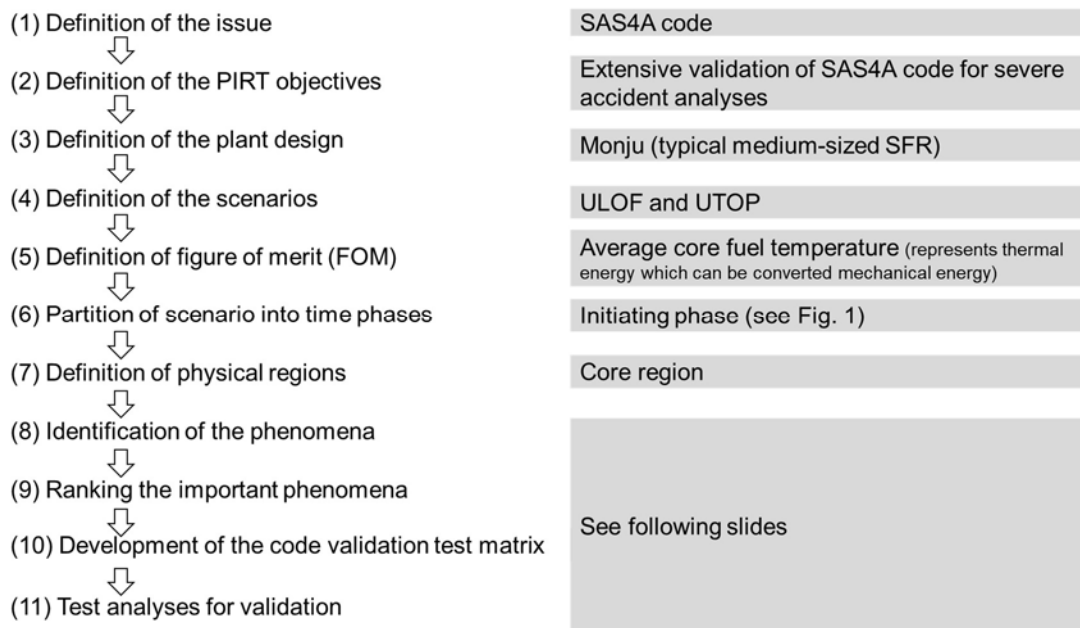 (1) Definition of the issue
SAS4A code
(2) Definition of the PIRT objectives
Extensive validation of SAS4A code for severe
accident analyses
(3) Definition of the plant design
Monju (typical medium-sized SFR)
(4) Definition of the scenarios
ULOF and UTOP
(5) Definition of figure of merit (FOM)
Average core fuel temperature (represents thermal
energy which can be converted mechanical energy)
(6) Partition of scenario into time phases
Initiating phase (see Fig. 1)
(7) Definition of physical regions
Core region
(8) Identification of the phenomena
(9) Ranking the important phenomena
(10) Development of the code validation test matrix
See following slides
(11) Test analyses for validation